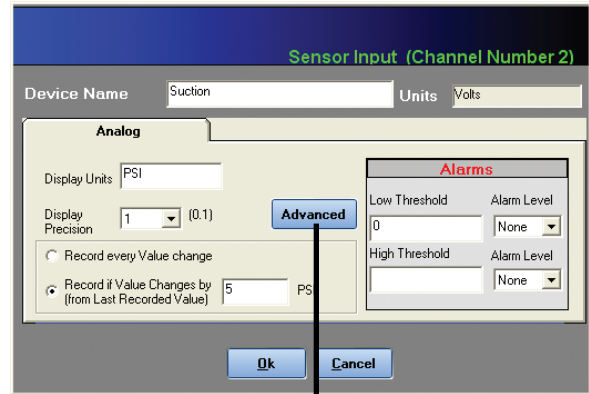 Sensor Input (Channel Number 2)
Device Name Suction Units Volts
Analog
Display Units PSI
Display Precision 1 (0.1)
Advanced
Record every Value change
Record if Value Changes by 5 PSI
(from Last Recorded Value)
Alarms
Low Threshold Alarm Level
0 None
High Threshold Alarm Level
None
Ok Cancel